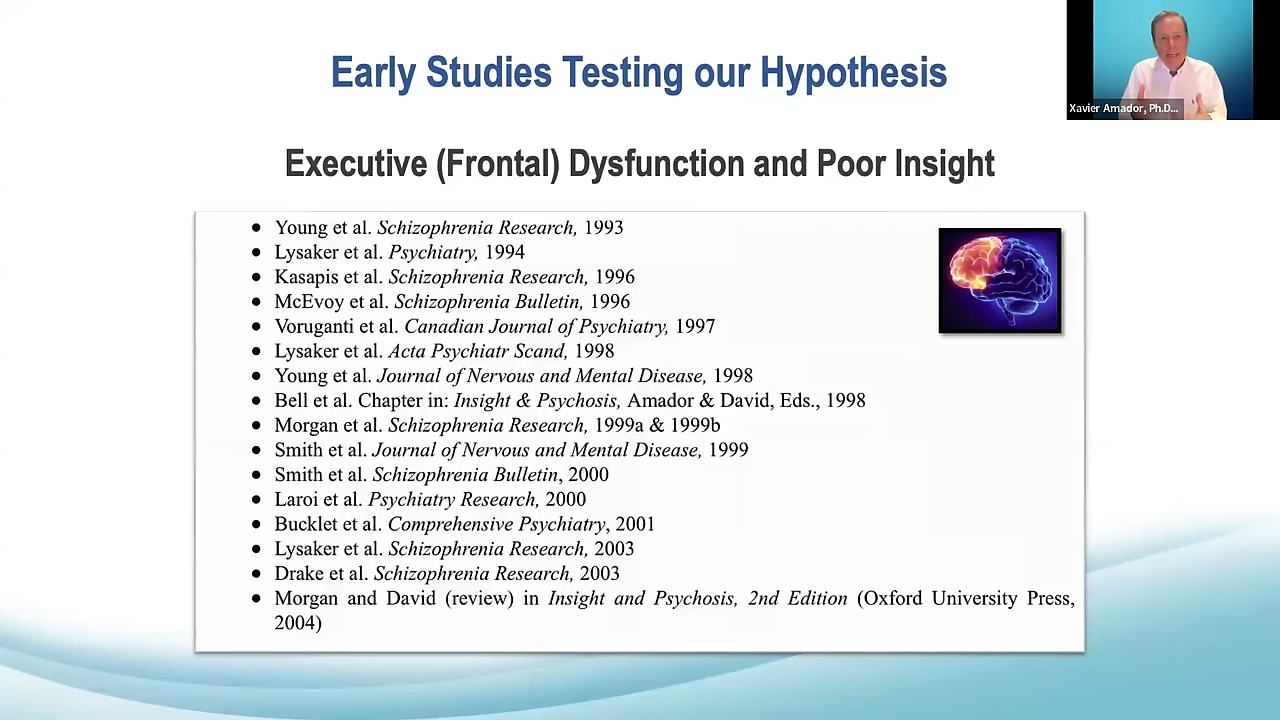 Early Studies Testing our Hypothesis
Xavier Amador, Ph.D...
Executive (Frontal) Dysfunction and Poor Insight
• Young et al. Schizophrenia Research, 1993
• Lysaker et al. Psychiatry, 1994
• Kasapis et al. Schizophrenia Research, 1996
• McEvoy et al. Schizophrenia Bulletin, 1996
• Voruganti et al. Canadian Journal of Psychiatry, 1997
• Lysaker et al. Acta Psychiatr Scand, 1998
• Young et al. Journal of Nervous and Mental Disease, 1998
• Bell et al. Chapter in: Insight & Psychosis, Amador & David, Eds., 1998
• Morgan et al. Schizophrenia Research, 1999a & 1999b
• Smith et al. Journal of Nervous and Mental Disease, 1999
• Smith et al. Schizophrenia Bulletin, 2000
• Laroi et al. Psychiatry Research, 2000
• Bucklet et al. Comprehensive Psychiatry, 2001
• Lysaker et al. Schizophrenia Research, 2003
• Drake et al. Schizophrenia Research, 2003
• Morgan and David (review) in Insight and Psychosis, 2nd Edition (Oxford University Press,
2004)